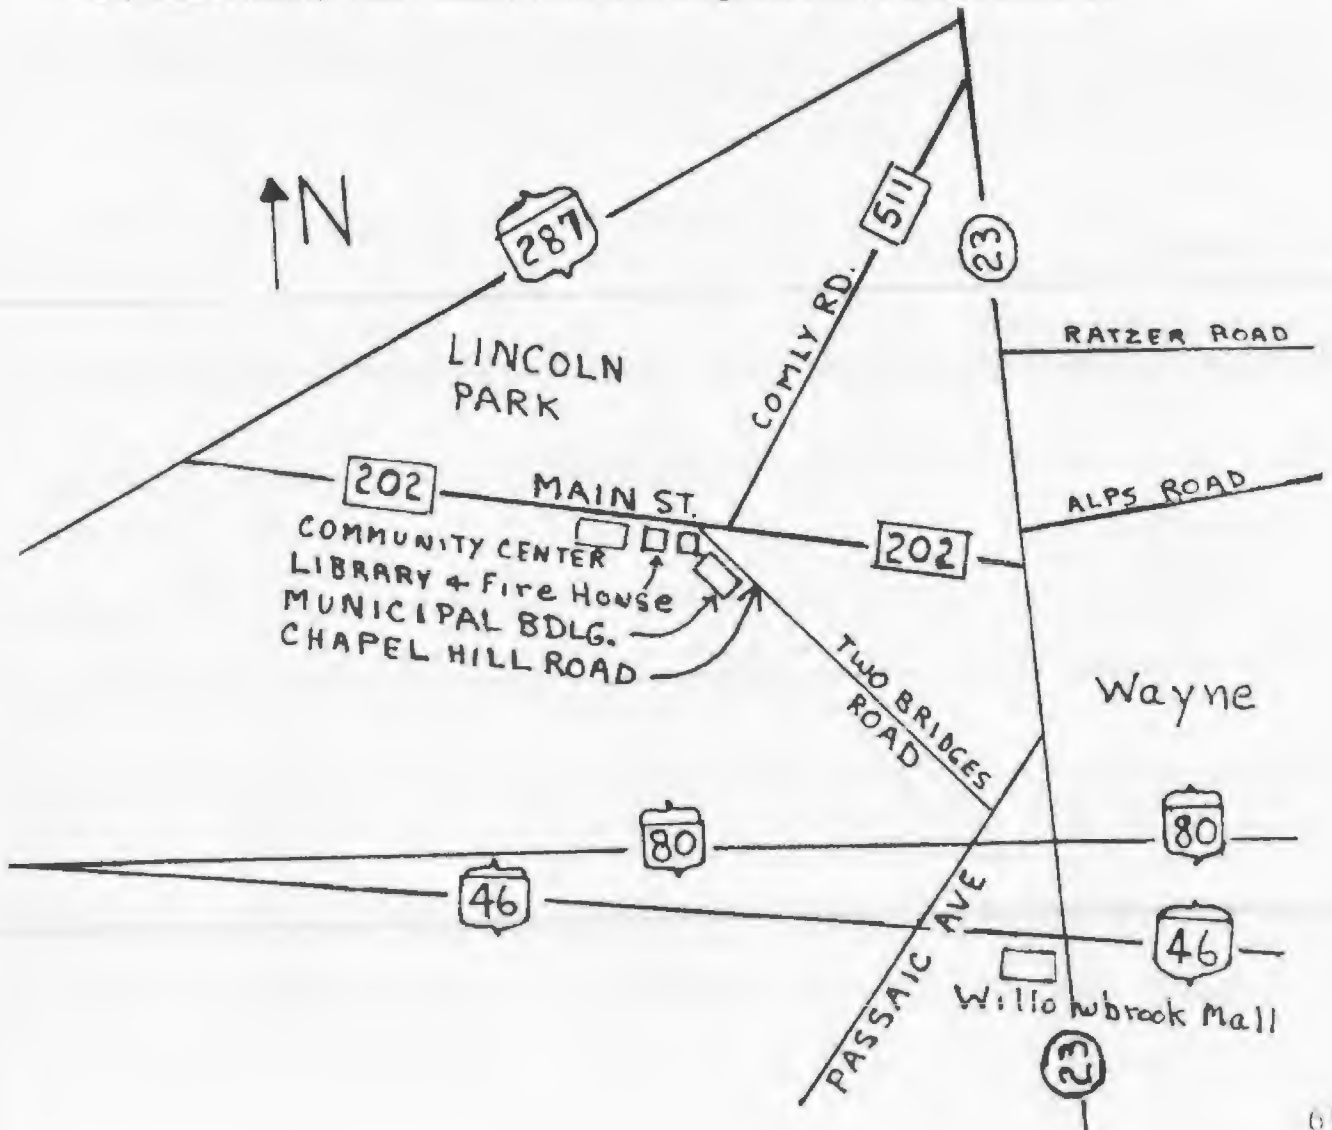 N
287
511
23
COMLY RD.
RATZER ROAD
LINCOLN
PARK
202
MAIN ST.
ALPS ROAD
202
COMMUNITY CENTER
LIBRARY + Fire House
MUNICIPAL BDLG.
CHAPEL HILL ROAD
TWO BRIDGES
ROAD
Wayne
80
80
46
46
PASSAIC AVE
Willowbrook Mall
23